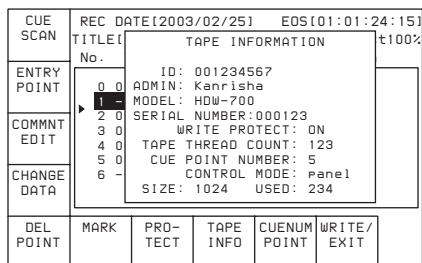 CUE SCAN
REC DATE[2003/02/25] EOS[01:01:24:15]
TITLE[ t100%
No.
TAPE INFORMATION
ID: 001234567
ADMIN: Kanrisha
MODEL: HDW-700
SERIAL NUMBER:000123
WRITE PROTECT: ON
TAPE THREAD COUNT: 123
CUE POINT NUMBER: 5
CONTROL MODE: Panel
SIZE: 1024 USED: 234
0 0
1 -
2 0
3 0
4 0
5 0
6 -
ENTRY POINT
COMMNT EDIT
CHANGE DATA
DEL POINT
MARK
PRO-
TECT
TAPE INFO
CUENUM POINT
WRITE/
EXIT